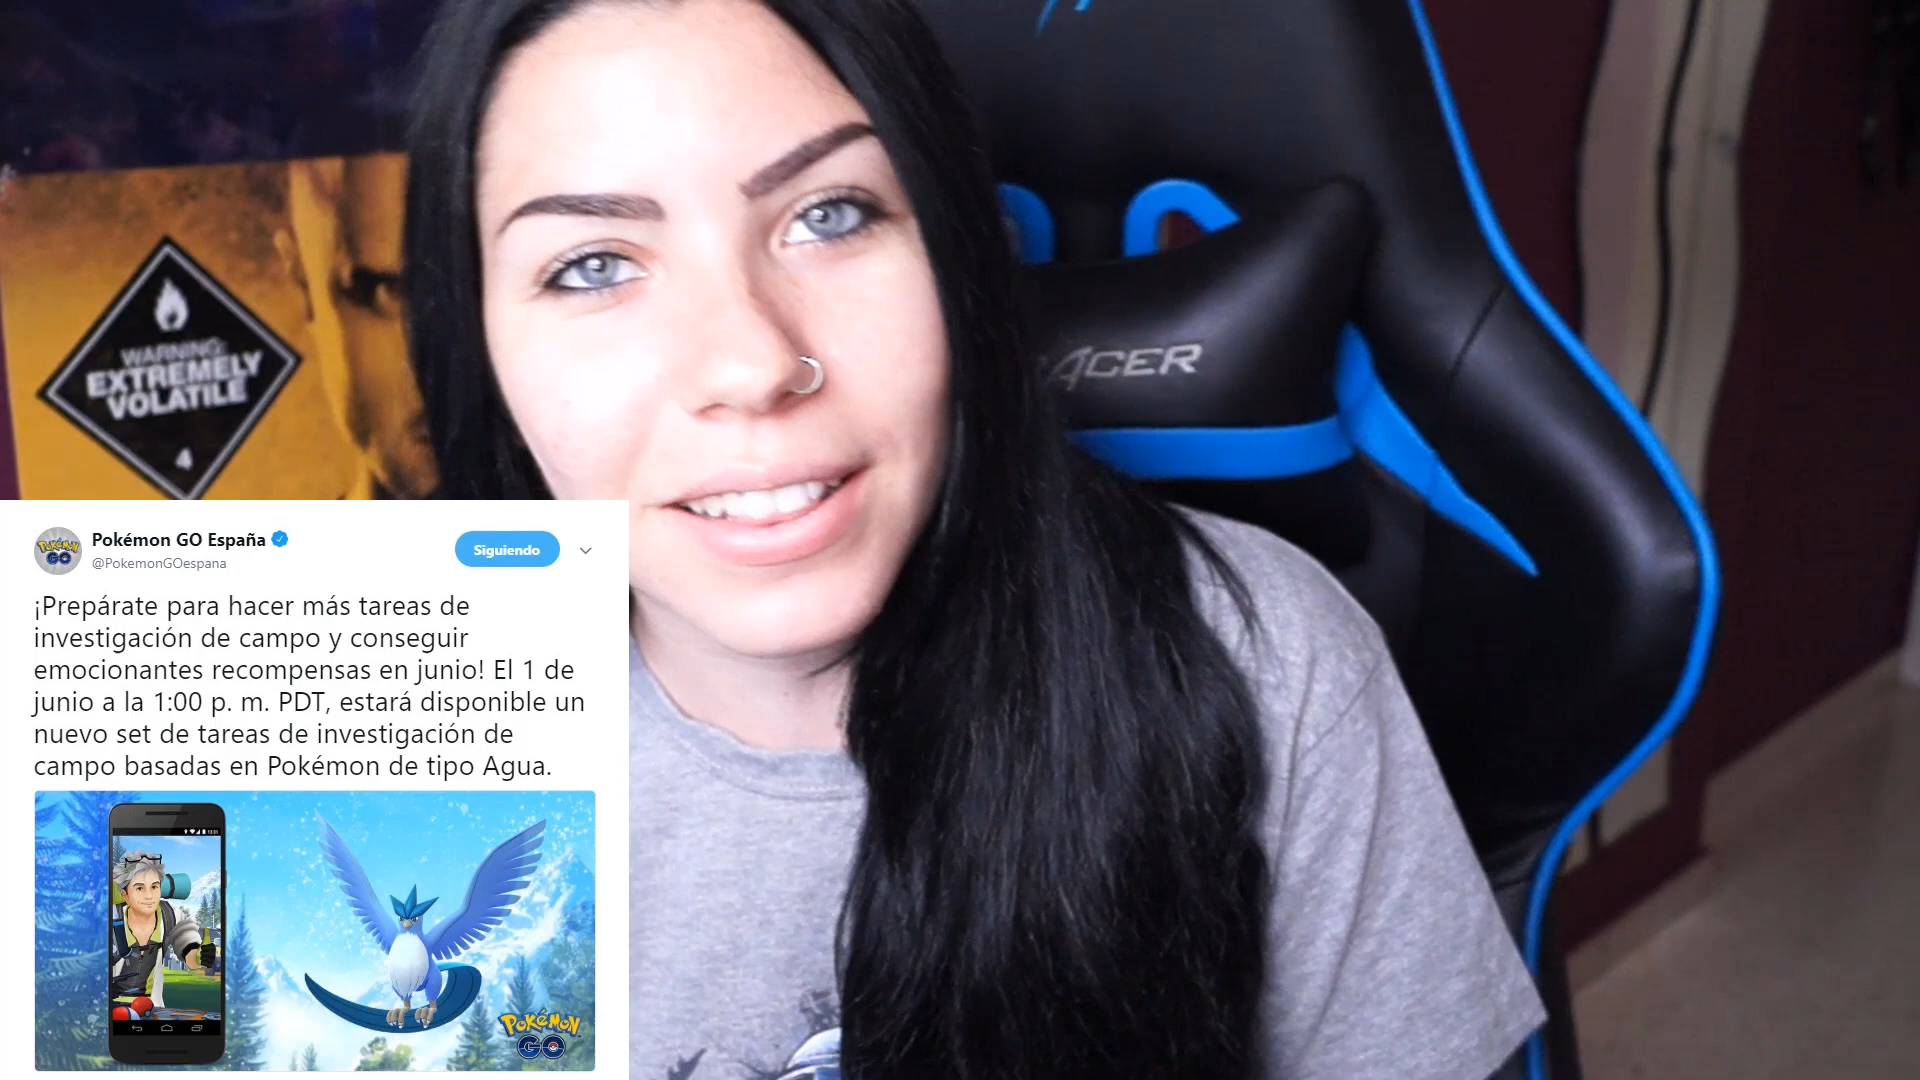 WARNING:
EXTREMELY
VOLATILE
4
RACER
Pokémon GO España
@PokemonGOespana
Siguiendo
¡Prepárate para hacer más tareas de
investigación de campo y conseguir
emocionantes recompensas en junio! El 1 de
junio a la 1:00 p. m. PDT, estará disponible un
nuevo set de tareas de investigación de
campo basadas en Pokémon de tipo Agua.
POKÉMON
GO